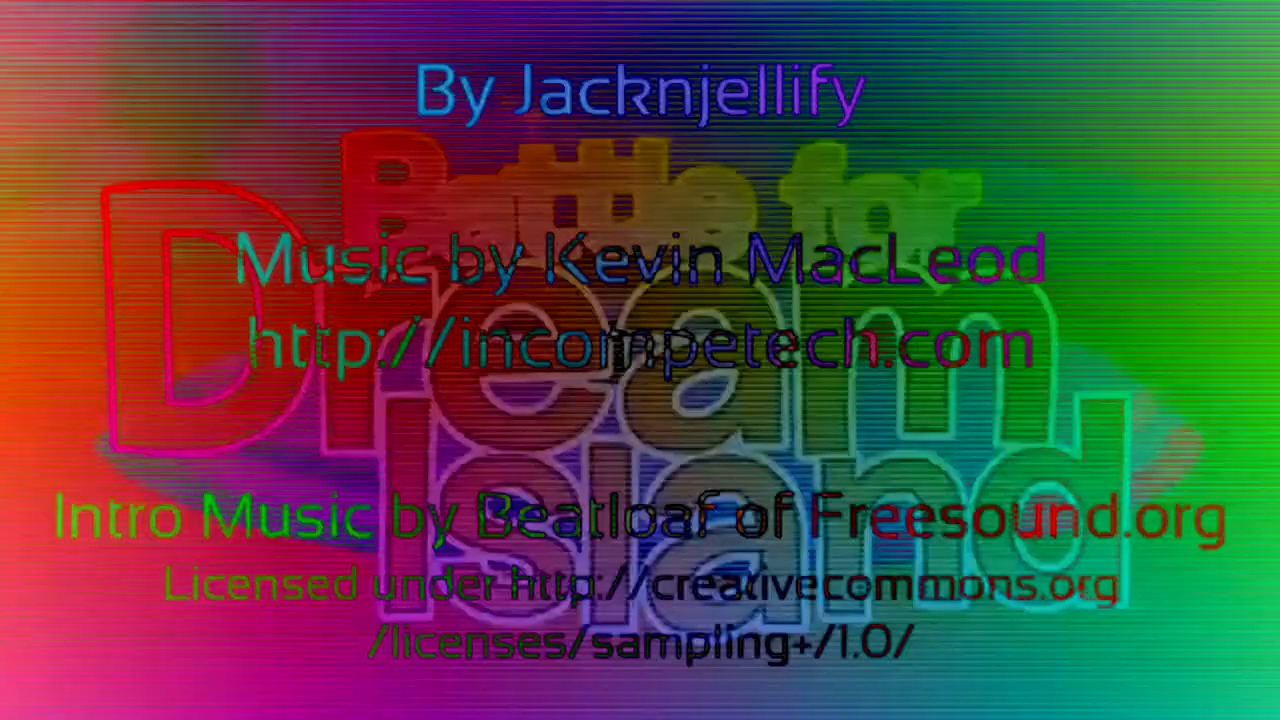 By Jacknjellify
Battle for
Dream
Island
Music by Kevin MacLeod
http://incompetech.com
Intro Music by Beatloaf of Freesound.org
Licensed under http://creativecommons.org
/licenses/sampling+/1.0/